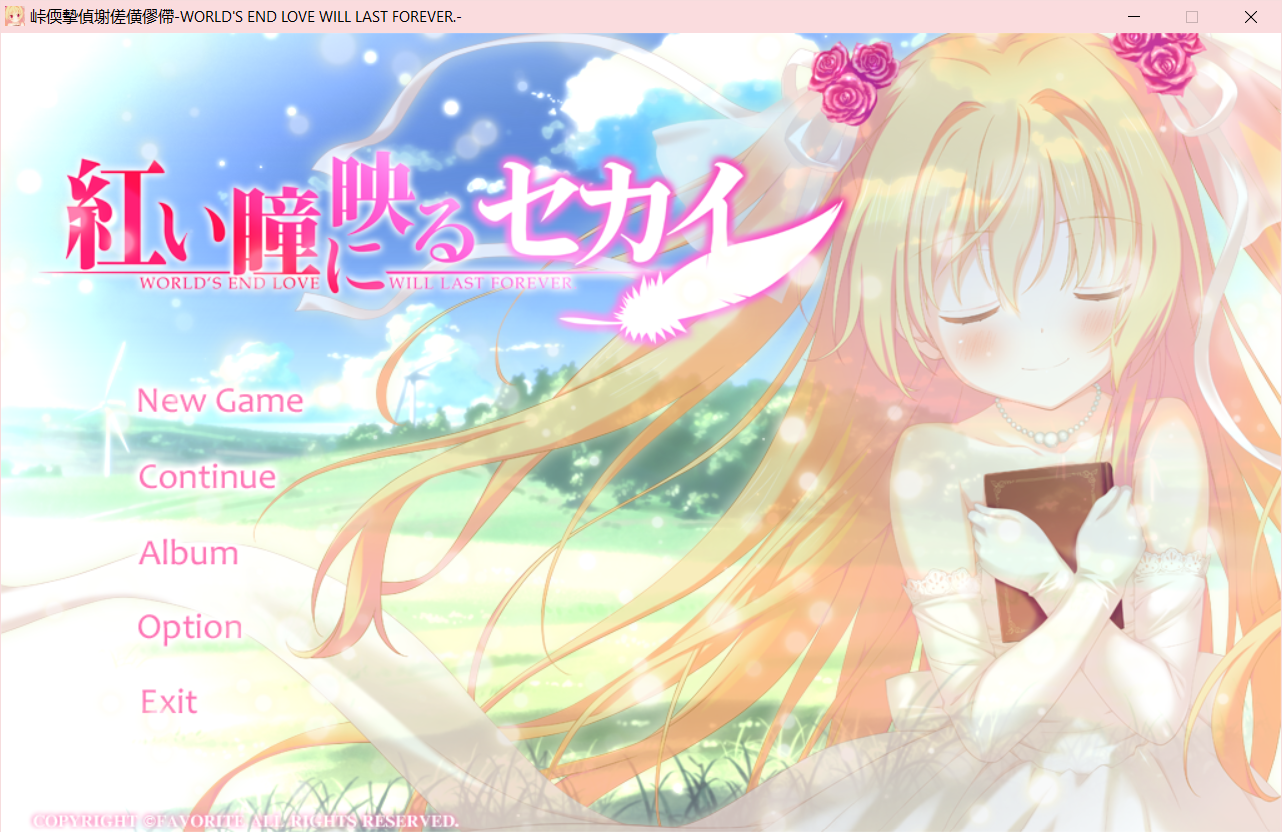 峠偄摰偵塮傞僙僇僀-WORLD'S END LOVE WILL LAST FOREVER.-
紅い瞳に映るセカイ
WORLD'S END LOVE WILL LAST FOREVER
New Game
Continue
Album
Option
Exit
COPYRIGHT ©FAVORITE ALL RIGHTS RESERVED.